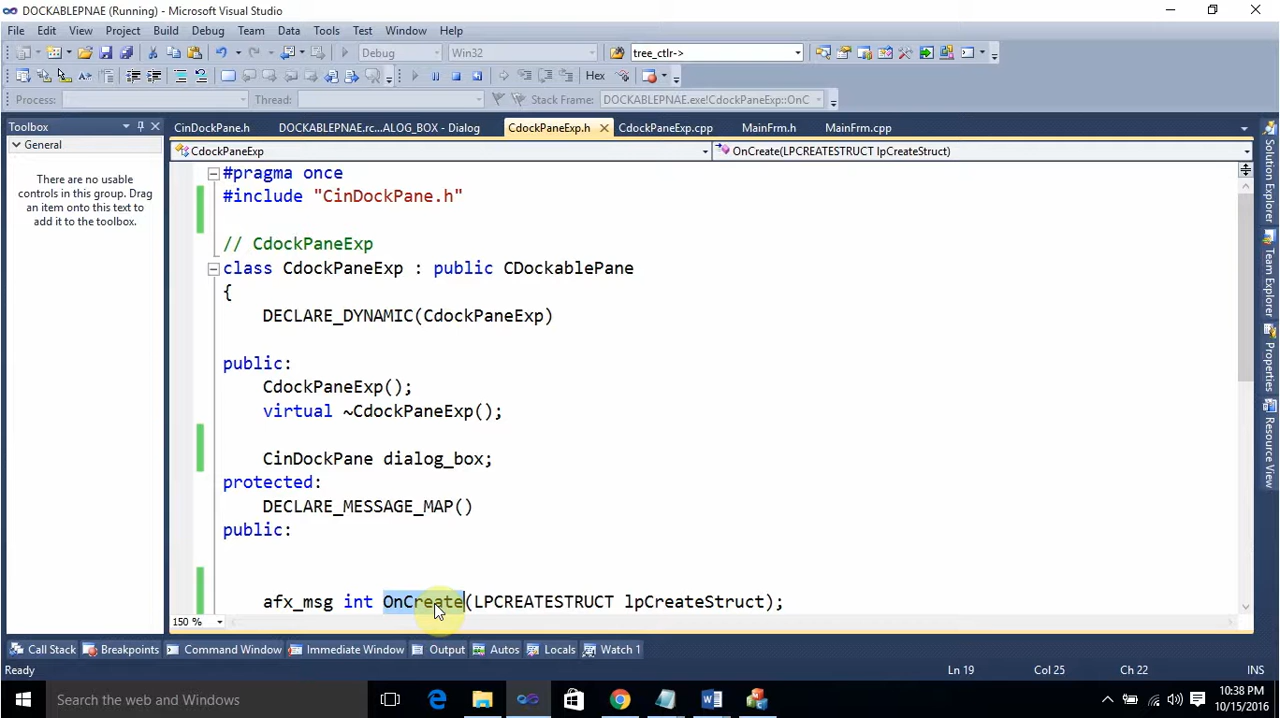 DOCKABLEPNAE (Running) - Microsoft Visual Studio
File Edit View Project Build Debug Team Data Tools Test Window Help
Debug Win32 tree_ctlr->
Hex
Process: Thread: Stack Frame: DOCKABLEPNAE.exe!CdockPaneExp::OnC
Toolbox
General
There are no usable
controls in this group. Drag
an item onto this text to
add it to the toolbox.
CinDockPane.h DOCKABLEPNAE.rc...ALOG_BOX - Dialog CdockPaneExp.h CdockPaneExp.cpp MainFrm.h MainFrm.cpp
CdockPaneExp OnCreate(LPCREATESTRUCT lpCreateStruct)
#pragma once
#include "CinDockPane.h"
// CdockPaneExp
class CdockPaneExp : public CDockablePane
{
DECLARE_DYNAMIC(CdockPaneExp)
public:
CdockPaneExp();
virtual ~CdockPaneExp();
CinDockPane dialog_box;
protected:
DECLARE_MESSAGE_MAP()
public:
afx_msg int OnCreate(LPCREATESTRUCT lpCreateStruct);
150 %
Solution Explorer
Team Explorer
Properties
Resource View
Call Stack Breakpoints Command Window Immediate Window Output Autos Locals Watch 1
Ready Ln 19 Col 25 Ch 22 INS
Search the web and Windows
10:38 PM
10/15/2016